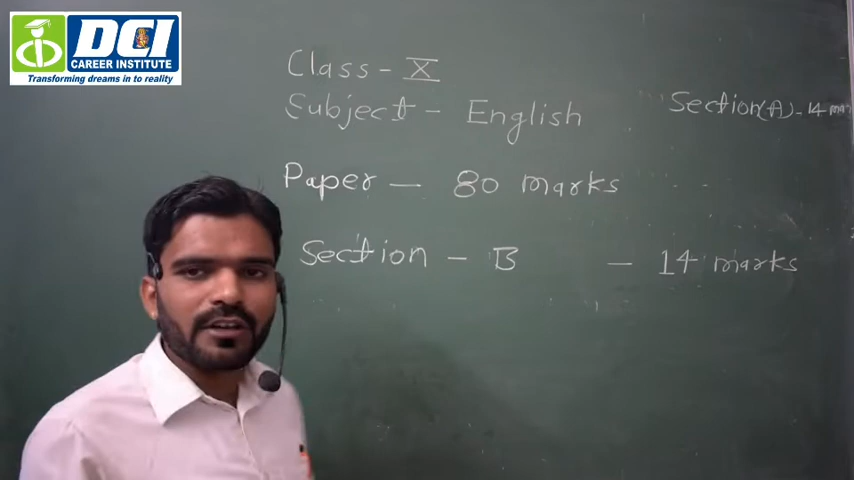 DCI
CAREER INSTITUTE
Transforming dreams in to reality
Class - X
Subject - English
Section(A) - 14 mar
Paper - 80 marks
Section - B - 14 marks